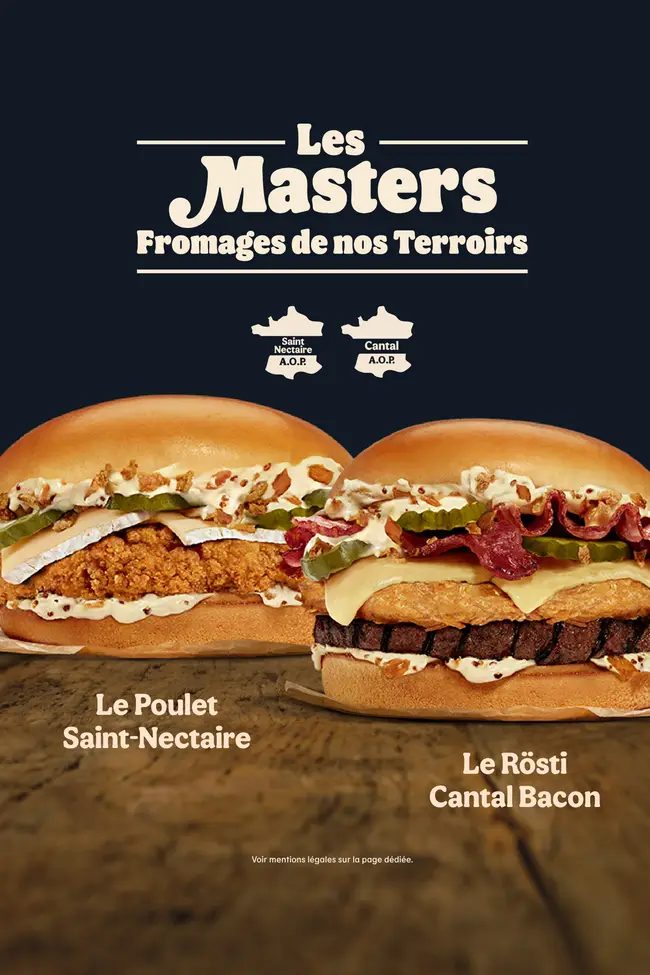 Les
Masters
Fromages de nos Terroirs
Saint
Nectaire
A.O.P.
Cantal
A.O.P.
Le Poulet
Saint-Nectaire
Le Rösti
Cantal Bacon
Voir mentions légales sur la page dédiée.